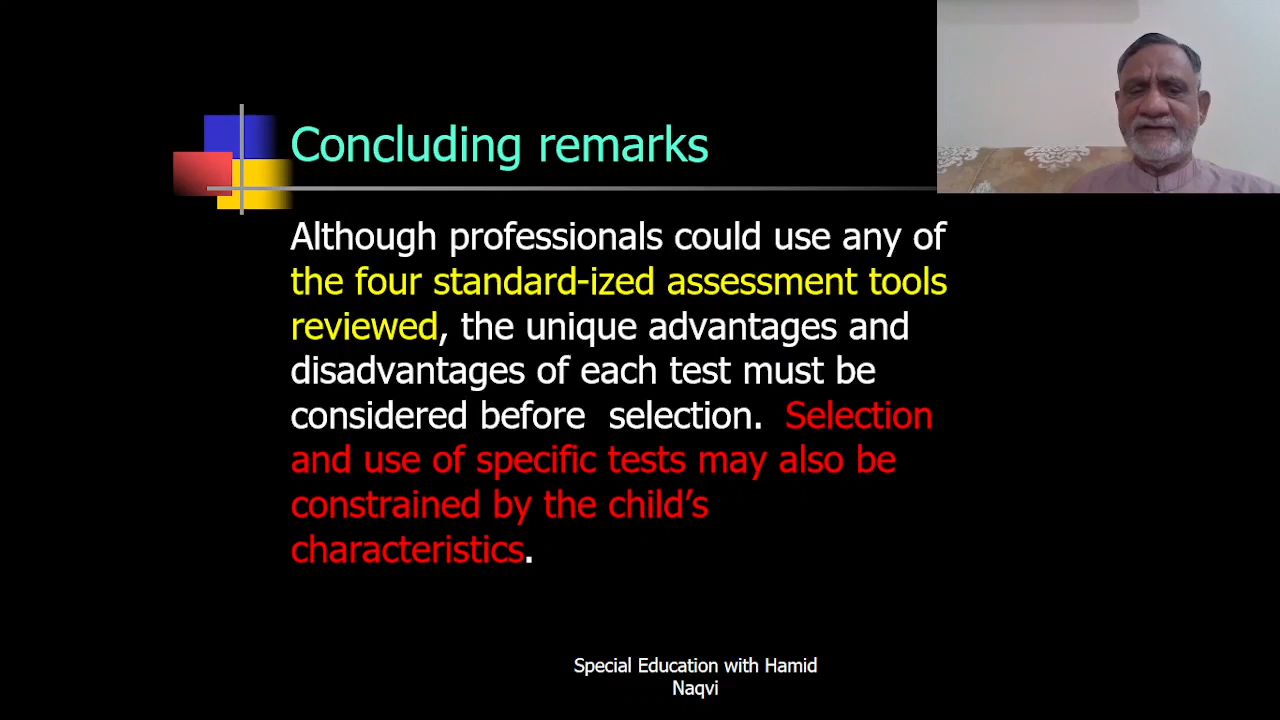 Concluding remarks
Although professionals could use any of
the four standard-ized assessment tools
reviewed, the unique advantages and
disadvantages of each test must be
considered before  selection.  Selection
and use of specific tests may also be
constrained by the child’s
characteristics.
Special Education with Hamid
Naqvi